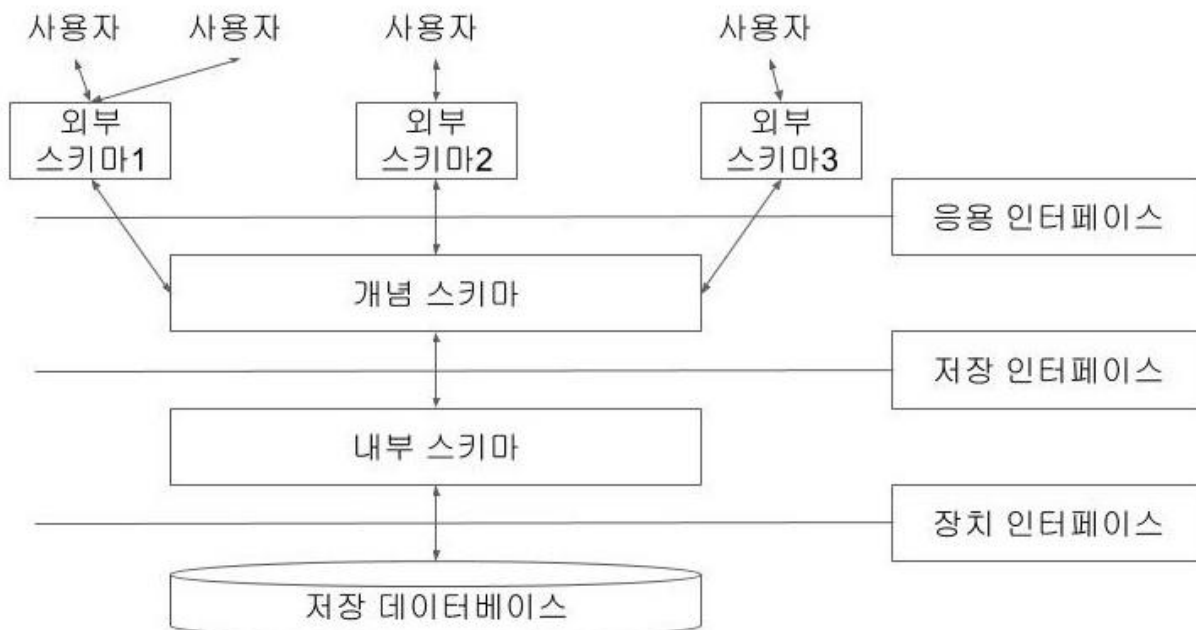 사용자 사용자 사용자 사용자
외부
스키마1
외부
스키마2
외부
스키마3
응용 인터페이스
개념 스키마
저장 인터페이스
내부 스키마
장치 인터페이스
저장 데이터베이스